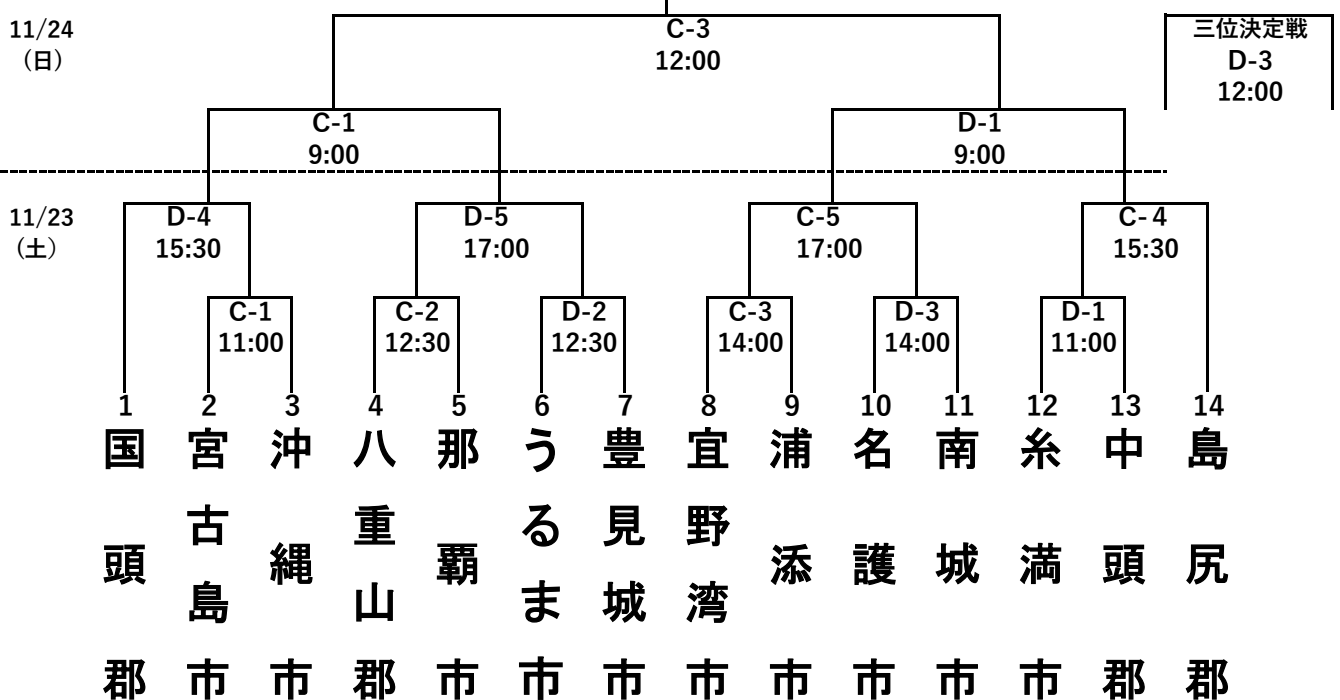 11/24
（日）
C-3
12:00
三位決定戦
D-3
12:00
C-1
9:00
D-1
9:00
11/23
（土）
D-4
15:30
D-5
17:00
C-5
17:00
C-4
15:30
C-1
11:00
C-2
12:30
D-2
12:30
C-3
14:00
D-3
14:00
D-1
11:00
1
国頭郡
2
宮古島市
3
沖縄市
4
八重山郡
5
那覇市
6
うるま市
7
豊見城市
8
宜野湾市
9
浦添市
10
名護市
11
南城市
12
糸満市
13
中頭郡
14
島尻郡